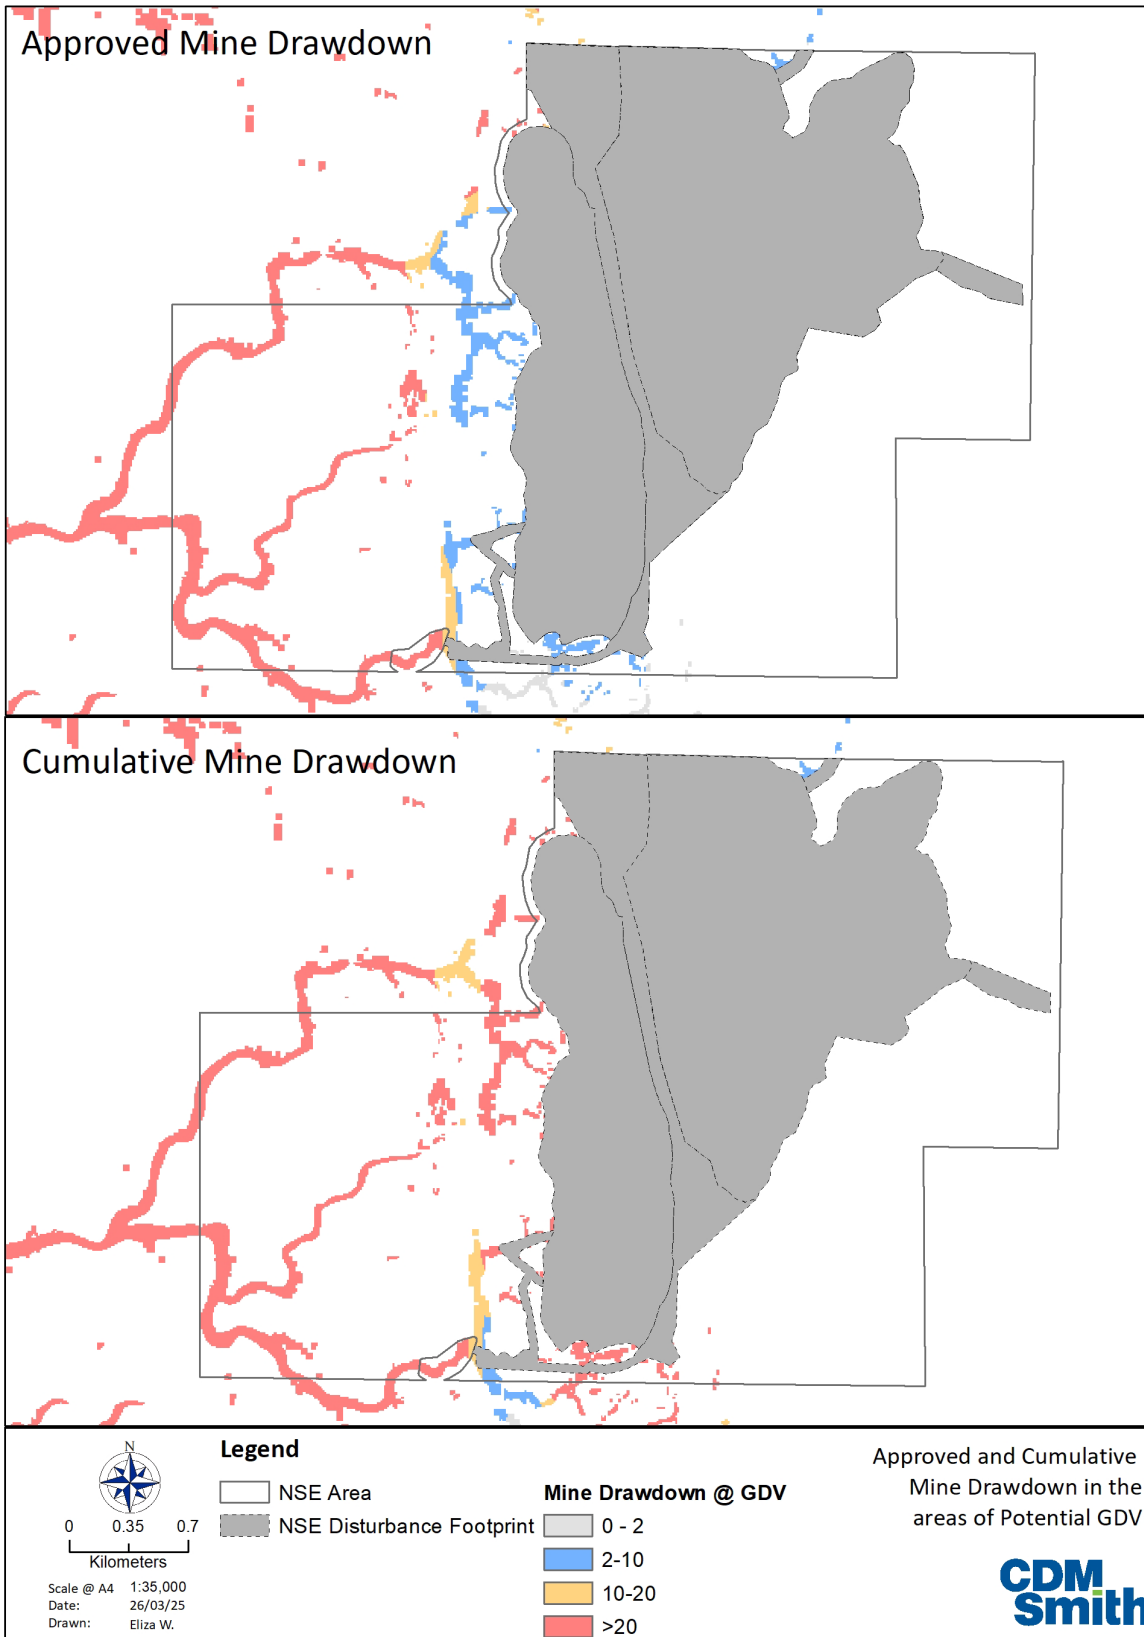 Approved Mine Drawdown
Cumulative Mine Drawdown
N
0 0.35 0.7
Kilometers
Scale @ A4 1:35,000
Date: 26/03/25
Drawn: Eliza W.
Legend
NSE Area
NSE Disturbance Footprint
Mine Drawdown @ GDV
0 - 2
2-10
10-20
>20
Approved and Cumulative
Mine Drawdown in the
areas of Potential GDV
CDM
Smith